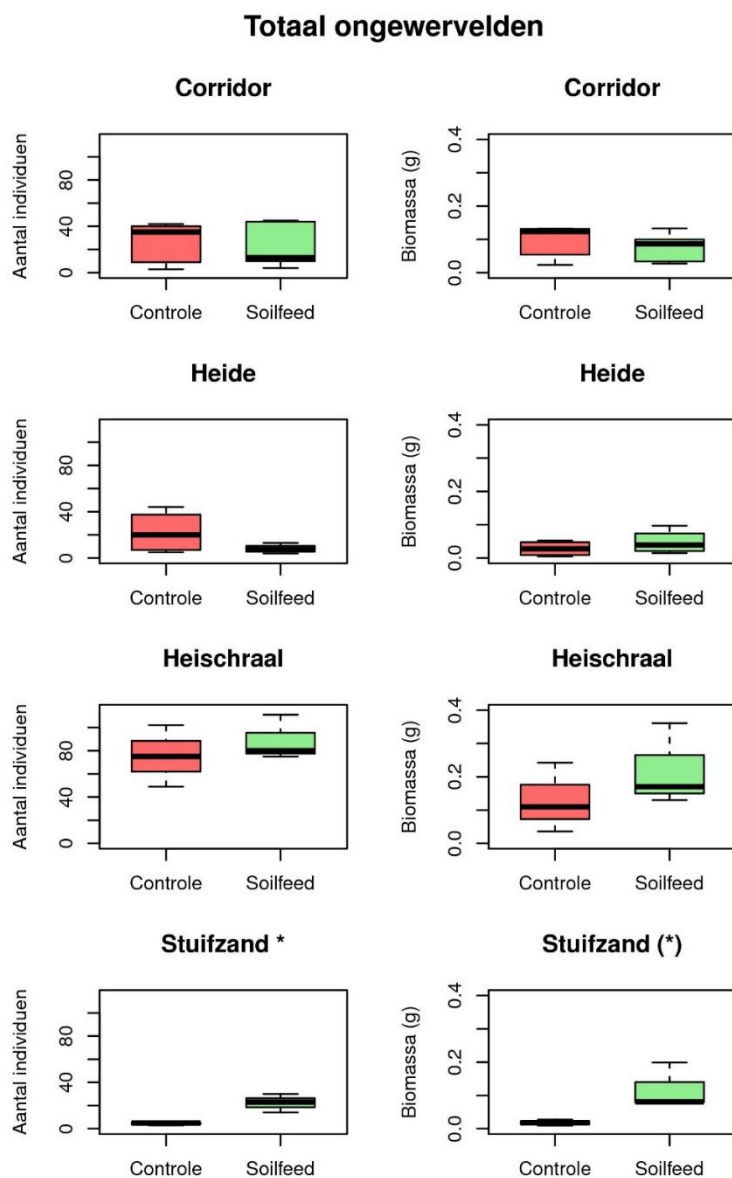 Totaal ongewervelden
Corridor
Aantal individuen
80
40
0
Controle Soilfeed
Corridor
Biomassa (g)
0.4
0.2
0.0
Controle Soilfeed
Heide
Aantal individuen
80
40
0
Controle Soilfeed
Heide
Biomassa (g)
0.4
0.2
0.0
Controle Soilfeed
Heischraal
Aantal individuen
80
40
0
Controle Soilfeed
Heischraal
Biomassa (g)
0.4
0.2
0.0
Controle Soilfeed
Stuifzand *
Aantal individuen
80
40
0
Controle Soilfeed
Stuifzand (*)
Biomassa (g)
0.4
0.2
0.0
Controle Soilfeed